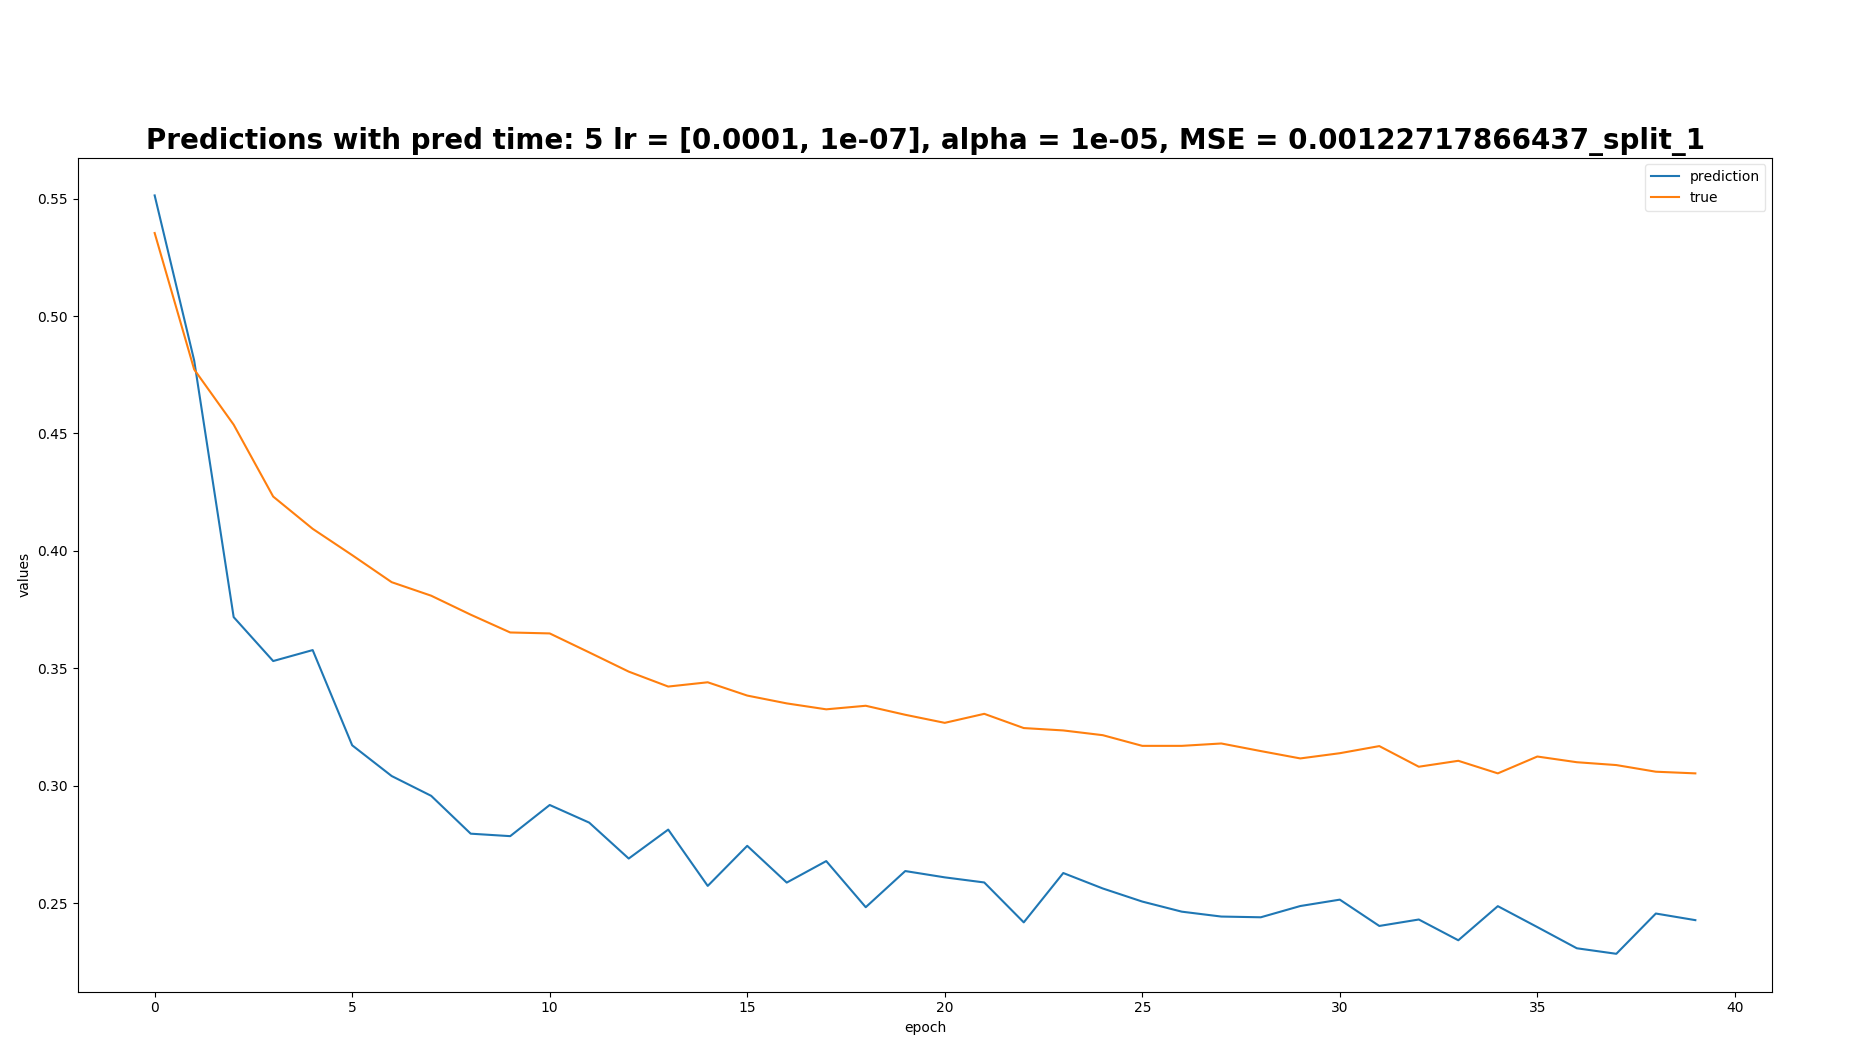 Predictions with pred time: 5 lr = [0.0001, 1e-07], alpha = 1e-05, MSE = 0.00122717866437_split_1
prediction
true
0.55
0.50
0.45
0.40
0.35
0.30
0.25
values
0 5 10 15 20 25 30 35 40
epoch